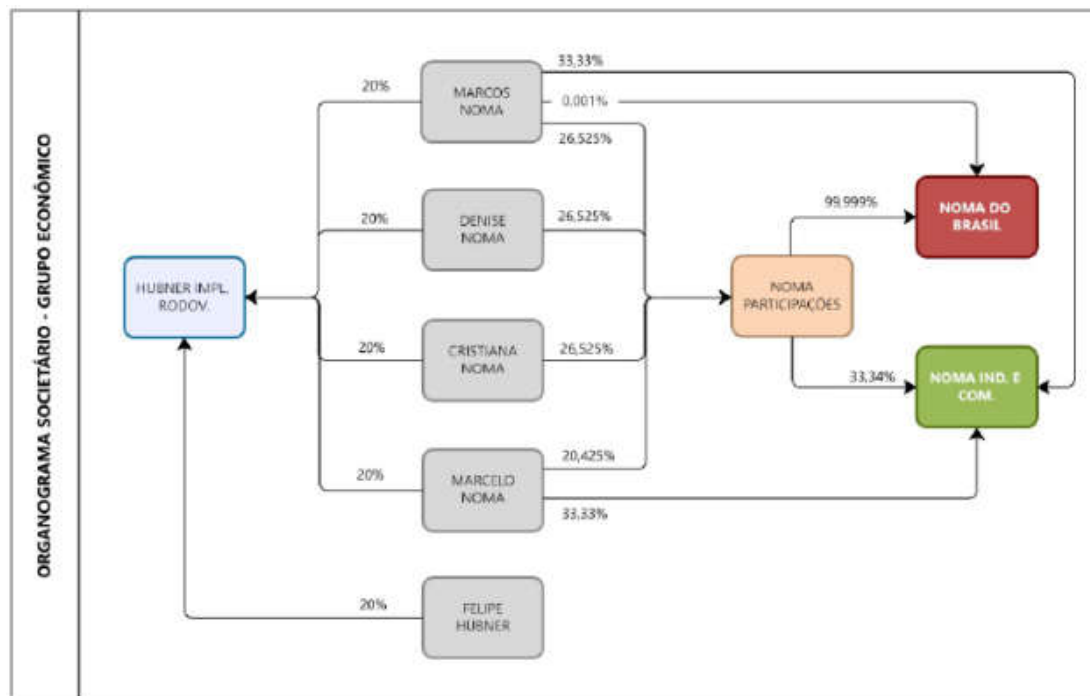 ORGANOGRAMA SOCIETÁRIO - GRUPO ECONÔMICO
33,33%
20%
MARCOS
NOMA
0.001%
26,525%
20%
DENISE
NOMA
26,525%
99,999%
NOMA DO
BRASIL
HUBNER IMPL.
RODOV.
NOMA
PARTICIPAÇÕES
20%
CRISTIANA
NOMA
26,525%
33,34%
NOMA IND. E
COM.
20%
MARCELO
NOMA
20,425%
33,33%
20%
FELIPE
HUBNER